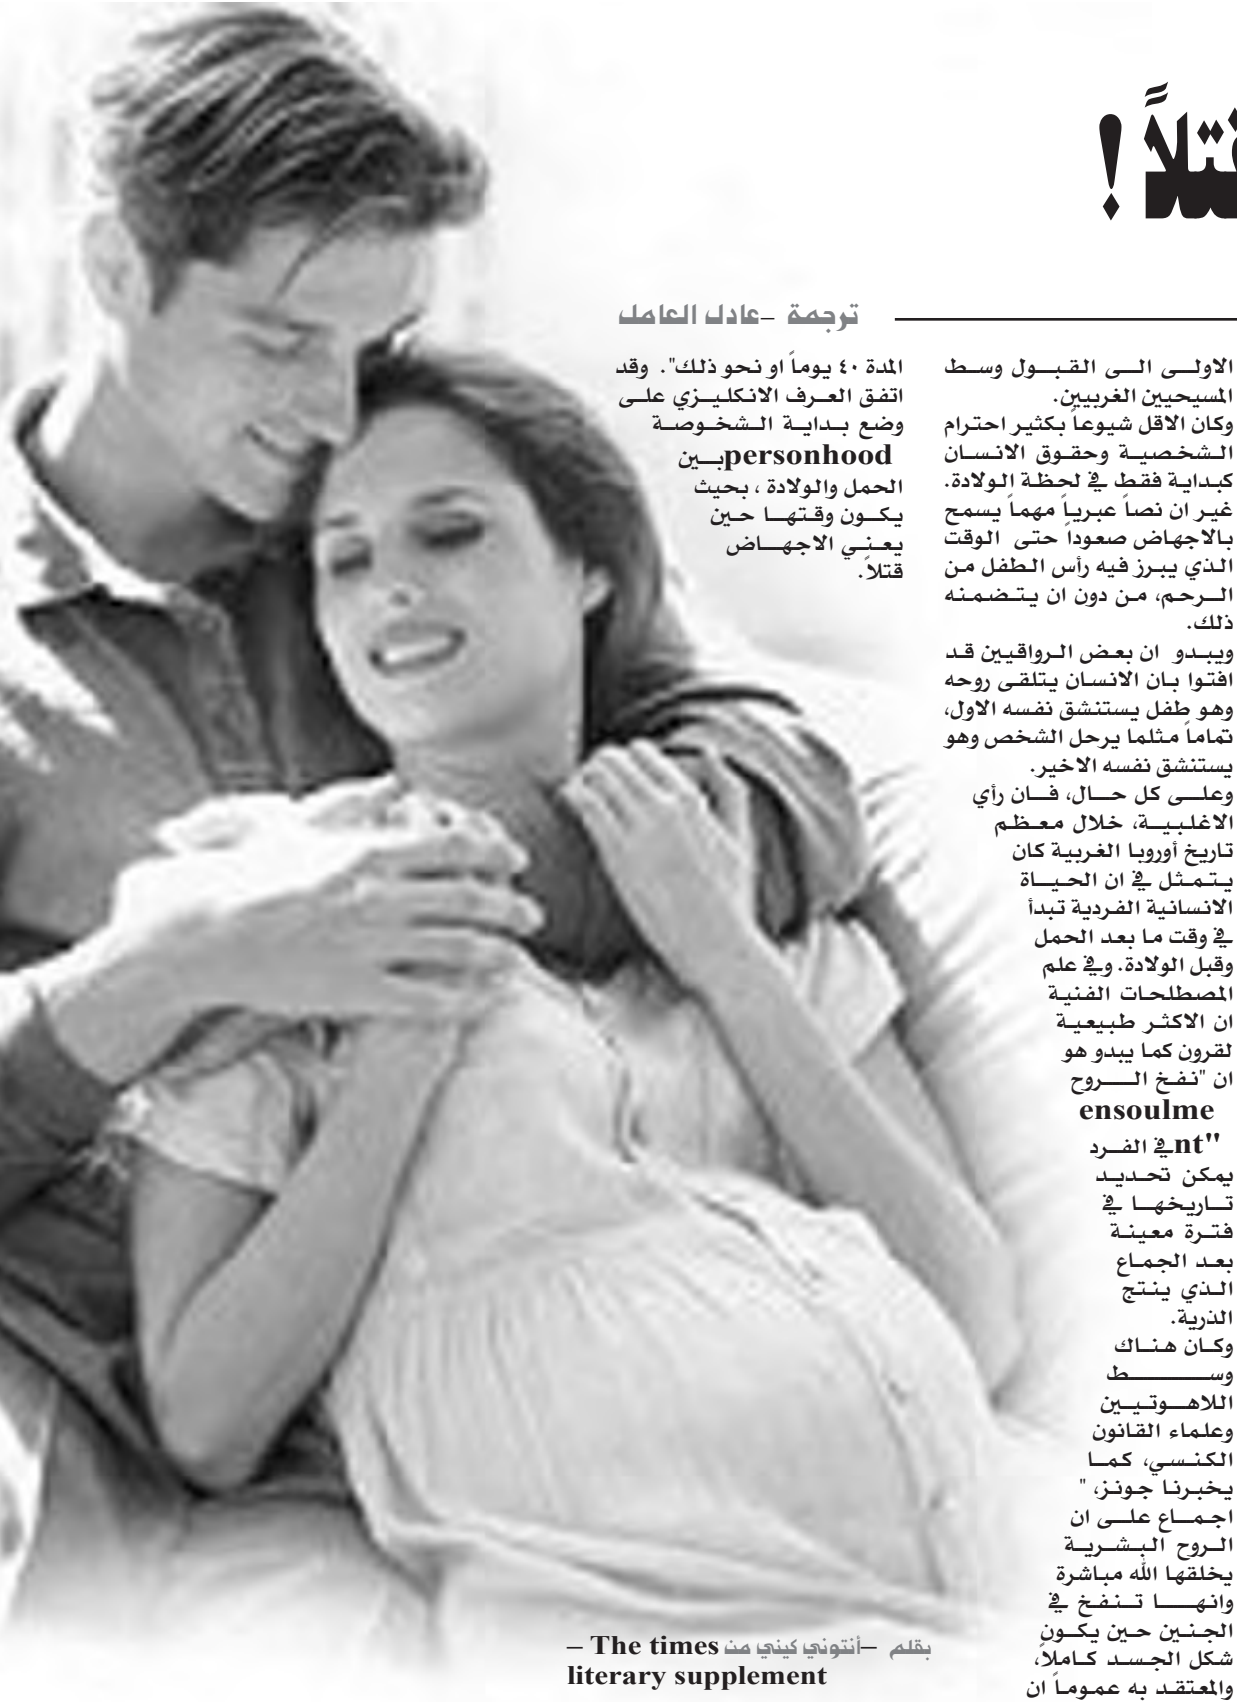 قتلاً !
ترجمة –عادل العامل
الاولى الى القبول وسط
المسيحيين الغربيين.
وكان الاقل شيوعاً بكثير احترام
الشخصية وحقوق الانسان
كبداية فقط في لحظة الولادة.
غير ان نصاً عبرياً مهماً يسمح
بالاجهاض صعوداً حتى الوقت
الذي يبرز فيه رأس الطفل من
الرحم، من دون ان يتضمنه
ذلك.
ويبدو ان بعض الرواقيين قد
افتوا بان الانسان يتلقى روحه
وهو طفل يستنشق نفسه الاول،
تماماً مثلما يرحل الشخص وهو
يستنشق نفسه الاخير.
وعلى كل حال، فان رأي
الاغلبية، خلال معظم
تاريخ أوروبا الغربية كان
يتمثل في ان الحياة
الانسانية الفردية تبدأ
في وقت ما بعد الحمل
وقبل الولادة. وفي علم
المصطلحات الفنية
ان الاكثر طبيعية
لقرون كما يبدو هو
ان "نفخ الروح
ensoulme
nt"في الفرد
يمكن تحديد
تاريخها في
فترة معينة
بعد الجماع
الذي ينتج
الذرية.
وكان هناك
وسط
اللاهوتيين
وعلماء القانون
الكنسي، كما
يخبرنا جونز، "
اجماع على ان
الروح البشرية
يخلقها الله مباشرة
وانها تنفخ في
الجنين حين يكون
شكل الجسد كاملاً،
والمعتقد به عموماً ان
المدة ٤٠ يوماً او نحو ذلك". وقد
اتفق العرف الانكليزي على
وضع بداية الشخوصة
personhoodبين
الحمل والولادة ، بحيث
يكون وقتها حين
يعني الاجهاض
قتلاً.
بقلم –أنتوني كيني من The times –
literary supplement